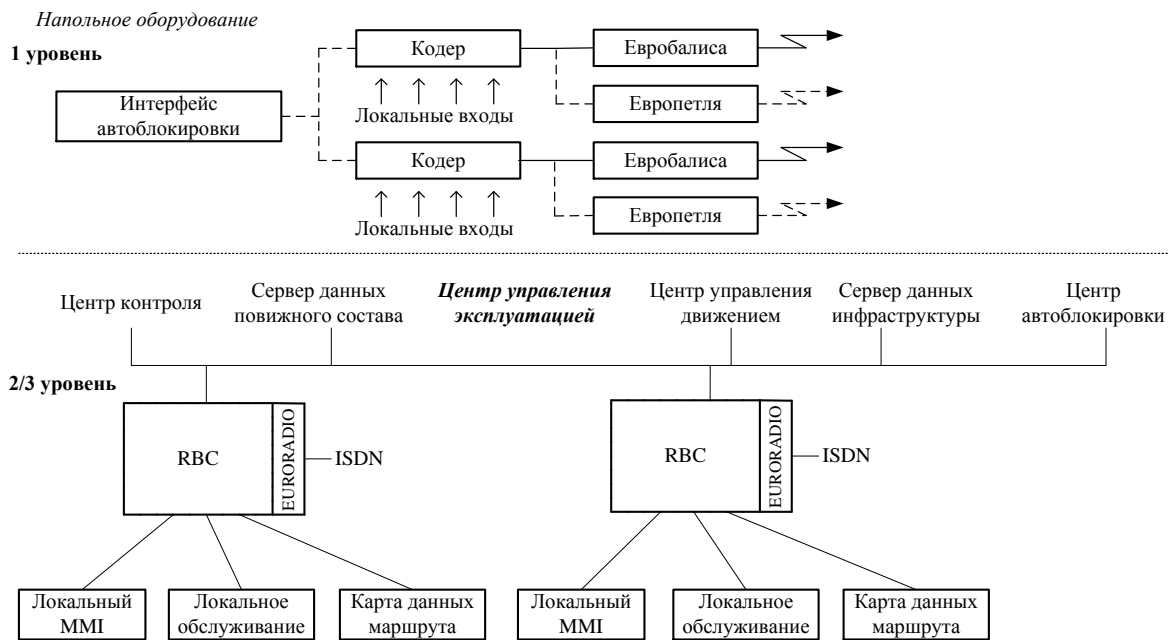 Напольное оборудование
1 уровень
Интерфейс
автоблокировки
Кодер
Локальные входы
Евробалиса
Европетля
Кодер
Локальные входы
Евробалиса
Европетля
Центр контроля
Сервер данных
повижного состава
Центр управления
эксплуатацией
Центр управления
движением
Сервер данных
инфраструктуры
Центр
автоблокировки
2/3 уровень
RBC
EURORADIO
ISDN
RBC
EURORADIO
ISDN
Локальный
MMI
Локальное
обслуживание
Карта данных
маршрута
Локальный
MMI
Локальное
обслуживание
Карта данных
маршрута